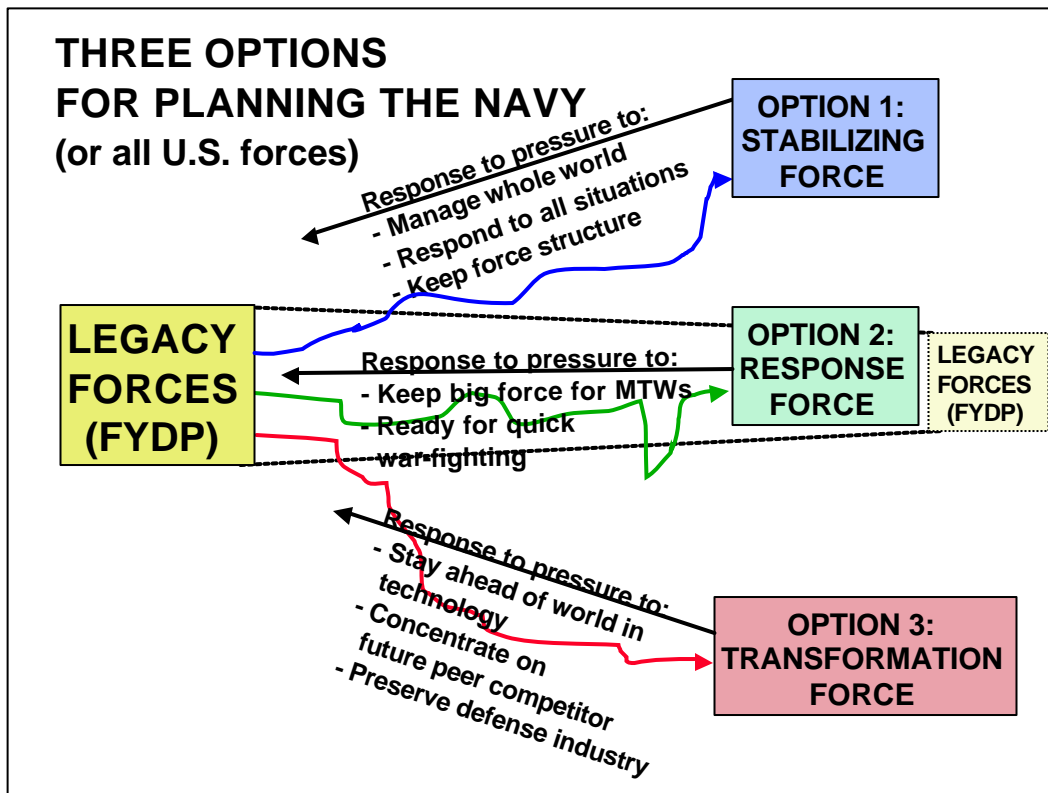 THREE OPTIONS
FOR PLANNING THE NAVY
(or all U.S. forces)
OPTION 1:
STABILIZING
FORCE
Response to pressure to:
- Manage whole world
- Respond to all situations
- Keep force structure
LEGACY
FORCES
(FYDP)
Response to pressure to:
- Keep big force for MTWs
- Ready for quick
war-fighting
OPTION 2:
RESPONSE
FORCE
LEGACY
FORCES
(FYDP)
Response to pressure to:
- Stay ahead of world in
technology
- Concentrate on
future peer competitor
- Preserve defense industry
OPTION 3:
TRANSFORMATION
FORCE